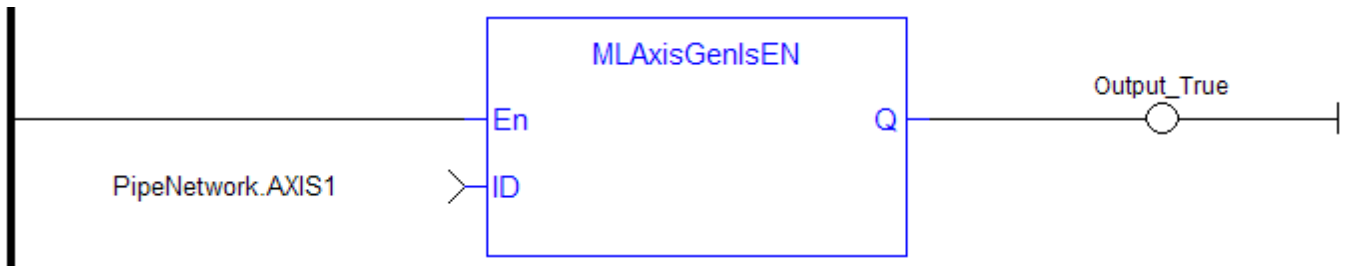 MLAxisGenIsEN
Output_True
En
Q
PipeNetwork.AXIS1
ID